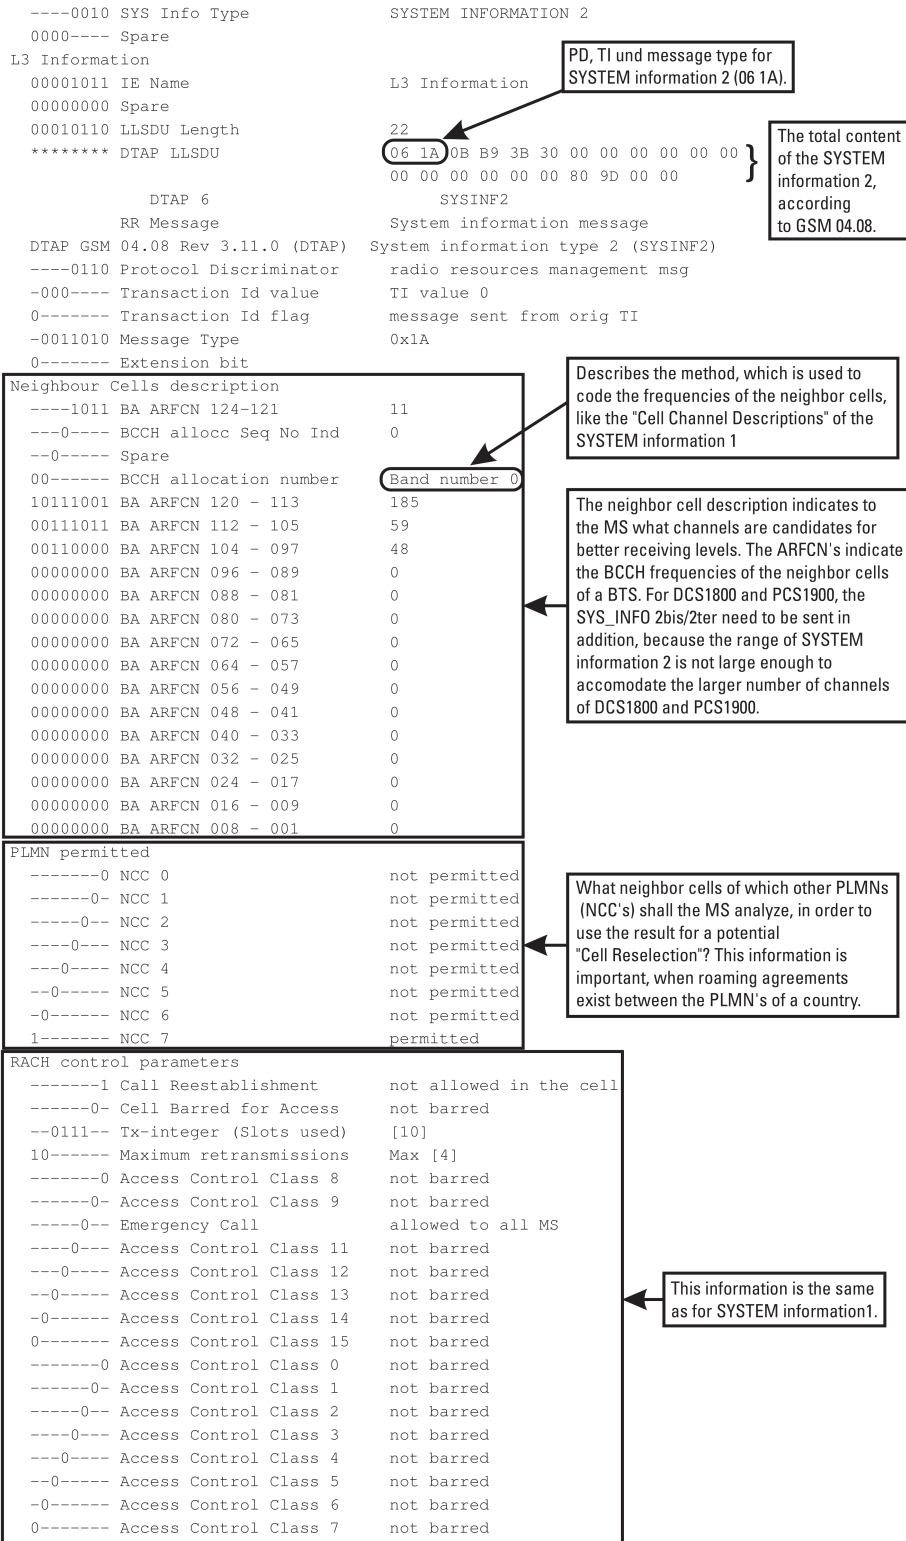 ----0010 SYS Info Type SYSTEM INFORMATION 2
0000---- Spare
L3 Information
00001011 IE Name L3 Information
00000000 Spare
00010110 LLSDU Length 22
******** DTAP LLSDU 06 1A 0B B9 3B 30 00 00 00 00 00 00
00 00 00 00 00 00 80 9D 00 00
PD, TI und message type for
SYSTEM information 2 (06 1A).
The total content
of the SYSTEM
information 2,
according
to GSM 04.08.
DTAP 6 SYSINF2
RR Message System information message
DTAP GSM 04.08 Rev 3.11.0 (DTAP) System information type 2 (SYSINF2)
----0110 Protocol Discriminator radio resources management msg
-000---- Transaction Id value TI value 0
0------- Transaction Id flag message sent from orig TI
-0011010 Message Type 0x1A
0------- Extension bit
Neighbour Cells description
----1011 BA ARFCN 124-121 11
---0---- BCCH allocc Seq No Ind 0
--0----- Spare
00------ BCCH allocation number Band number 0
10111001 BA ARFCN 120 - 113 185
00111011 BA ARFCN 112 - 105 59
00110000 BA ARFCN 104 - 097 48
00000000 BA ARFCN 096 - 089 0
00000000 BA ARFCN 088 - 081 0
00000000 BA ARFCN 080 - 073 0
00000000 BA ARFCN 072 - 065 0
00000000 BA ARFCN 064 - 057 0
00000000 BA ARFCN 056 - 049 0
00000000 BA ARFCN 048 - 041 0
00000000 BA ARFCN 040 - 033 0
00000000 BA ARFCN 032 - 025 0
00000000 BA ARFCN 024 - 017 0
00000000 BA ARFCN 016 - 009 0
00000000 BA ARFCN 008 - 001 0
Describes the method, which is used to
code the frequencies of the neighbor cells,
like the "Cell Channel Descriptions" of the
SYSTEM information 1
The neighbor cell description indicates to
the MS what channels are candidates for
better receiving levels. The ARFCN's indicate
the BCCH frequencies of the neighbor cells
of a BTS. For DCS1800 and PCS1900, the
SYS_INFO 2bis/2ter need to be sent in
addition, because the range of SYSTEM
information 2 is not large enough to
accomodate the larger number of channels
of DCS1800 and PCS1900.
PLMN permitted
-------0 NCC 0 not permitted
------0- NCC 1 not permitted
-----0-- NCC 2 not permitted
----0--- NCC 3 not permitted
---0---- NCC 4 not permitted
--0----- NCC 5 not permitted
-0------ NCC 6 not permitted
1------- NCC 7 permitted
What neighbor cells of which other PLMNs
(NCC's) shall the MS analyze, in order to
use the result for a potential
"Cell Reselection"? This information is
important, when roaming agreements
exist between the PLMN's of a country.
RACH control parameters
-------1 Call Reestablishment not allowed in the cell
------0- Cell Barred for Access not barred
--0111-- Tx-integer (Slots used) [10]
10------ Maximum retransmissions Max [4]
-------0 Access Control Class 8 not barred
------0- Access Control Class 9 not barred
-----0-- Emergency Call allowed to all MS
----0--- Access Control Class 11 not barred
---0---- Access Control Class 12 not barred
--0----- Access Control Class 13 not barred
-0------ Access Control Class 14 not barred
0------- Access Control Class 15 not barred
-------0 Access Control Class 0 not barred
------0- Access Control Class 1 not barred
-----0-- Access Control Class 2 not barred
----0--- Access Control Class 3 not barred
---0---- Access Control Class 4 not barred
--0----- Access Control Class 5 not barred
-0------ Access Control Class 6 not barred
0------- Access Control Class 7 not barred
This information is the same
as for SYSTEM information1.